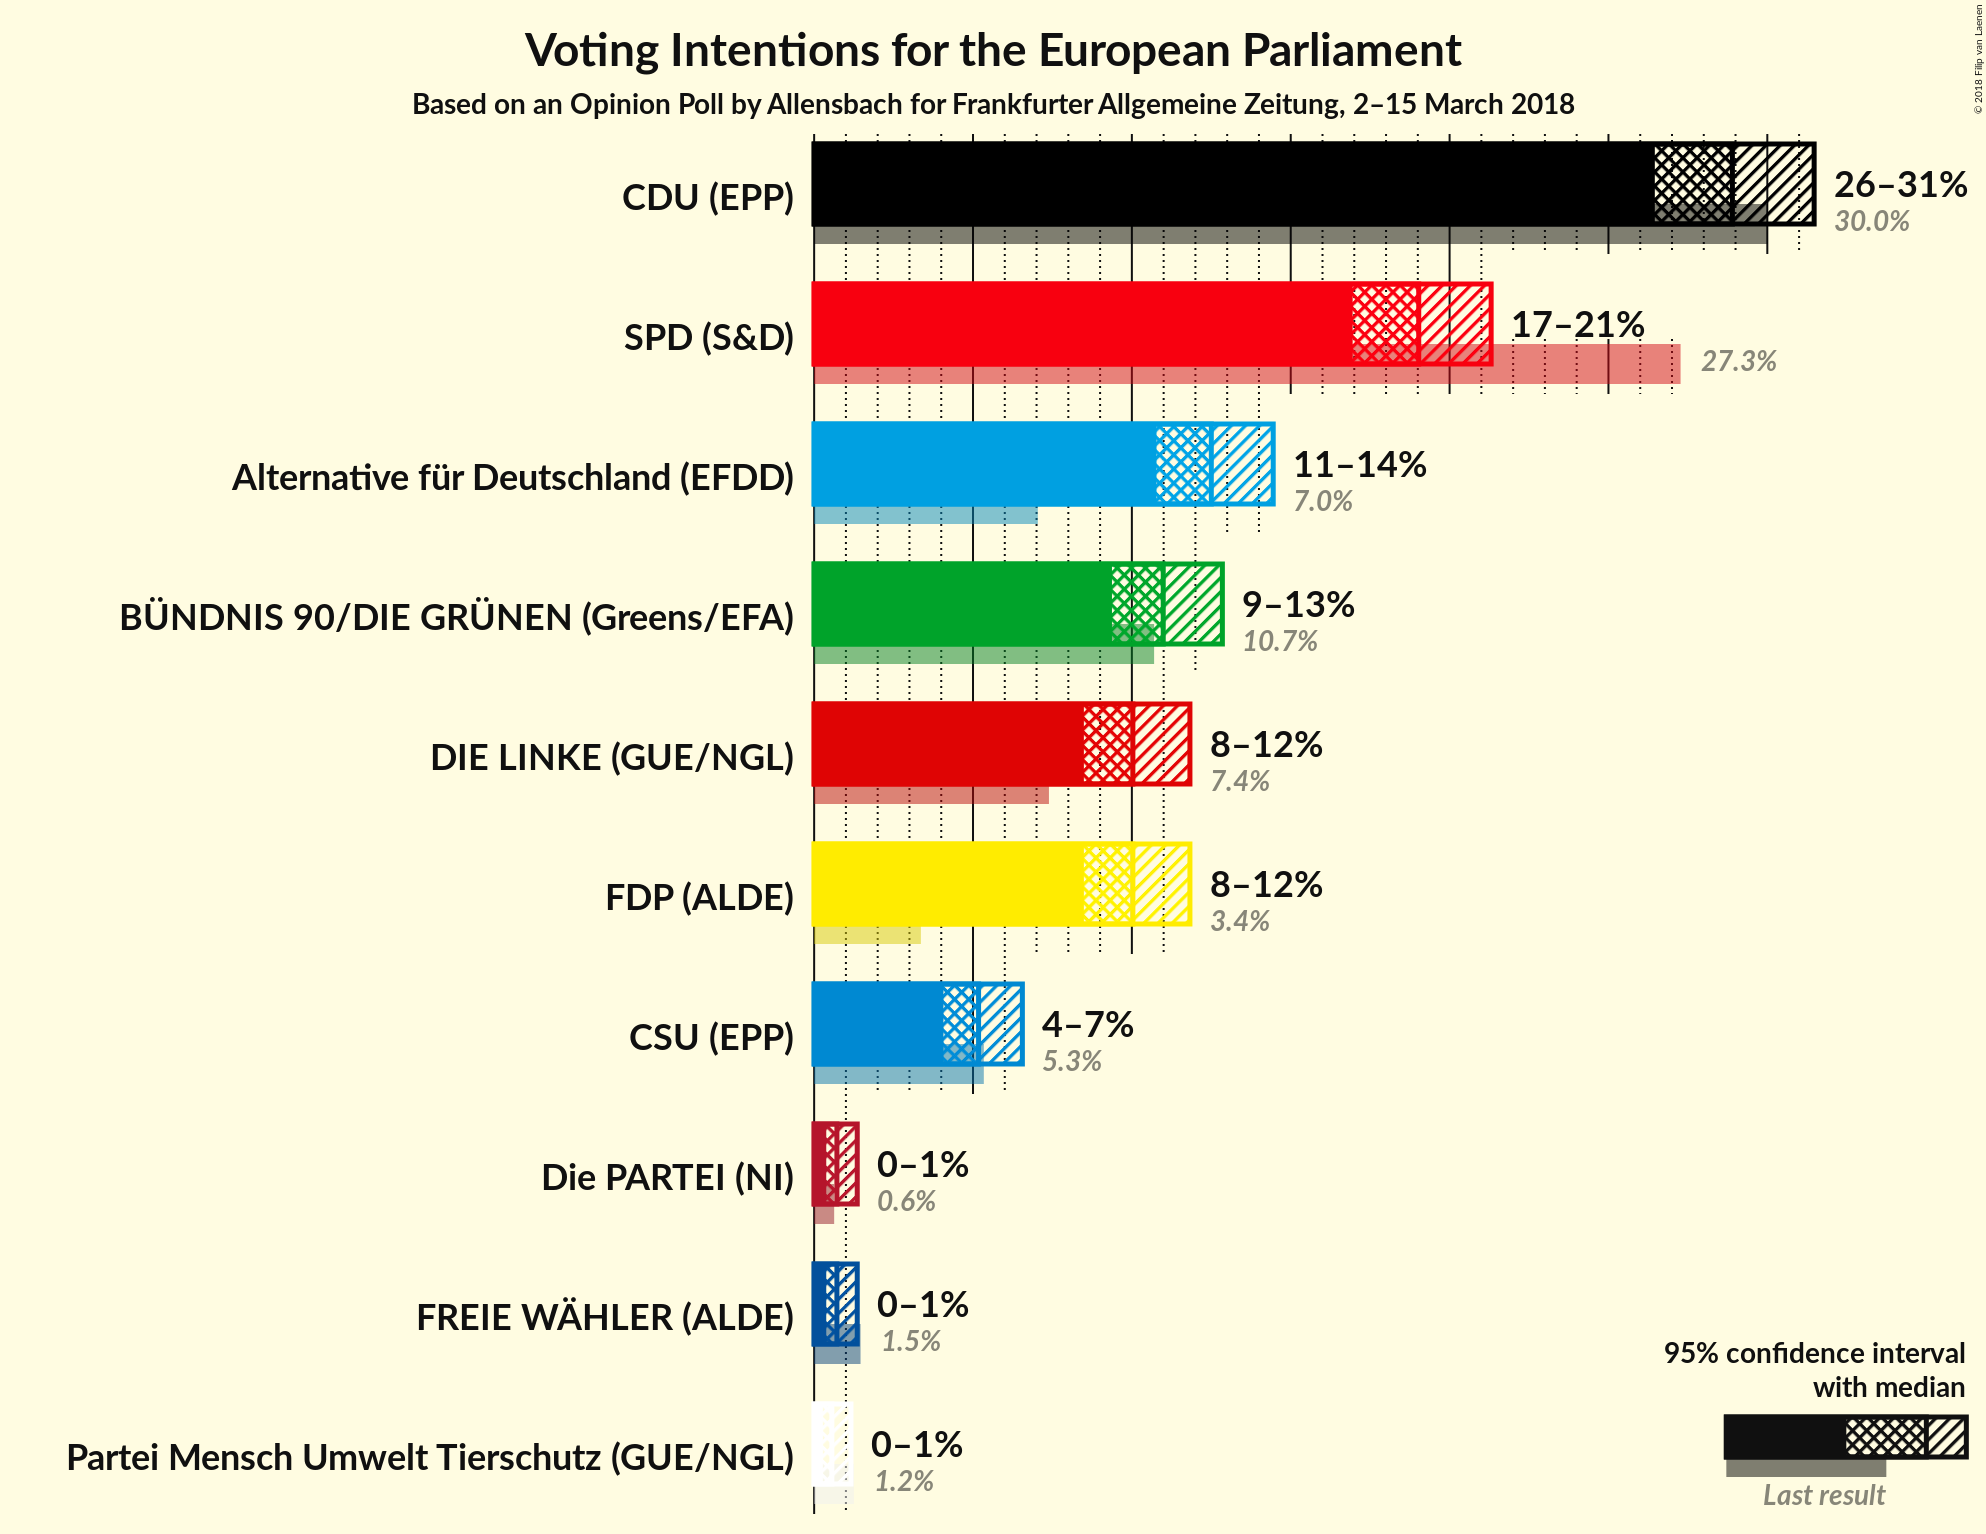 Voting Intentions for the European Parliament
Based on an Opinion Poll by Allensbach for Frankfurter Allgemeine Zeitung, 2–15 March 2018
© 2018 Filip van Laenen
CDU (EPP)
26–31%
30.0%
SPD (S&D)
17–21%
27.3%
Alternative für Deutschland (EFDD)
11–14%
7.0%
BÜNDNIS 90/DIE GRÜNEN (Greens/EFA)
9–13%
10.7%
DIE LINKE (GUE/NGL)
8–12%
7.4%
FDP (ALDE)
8–12%
3.4%
CSU (EPP)
4–7%
5.3%
Die PARTEI (NI)
0–1%
0.6%
FREIE WÄHLER (ALDE)
0–1%
1.5%
Partei Mensch Umwelt Tierschutz (GUE/NGL)
0–1%
1.2%
95% confidence interval
with median
Last result